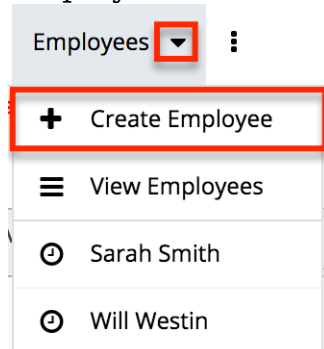 Employees
Create Employee
View Employees
Sarah Smith
Will Westin